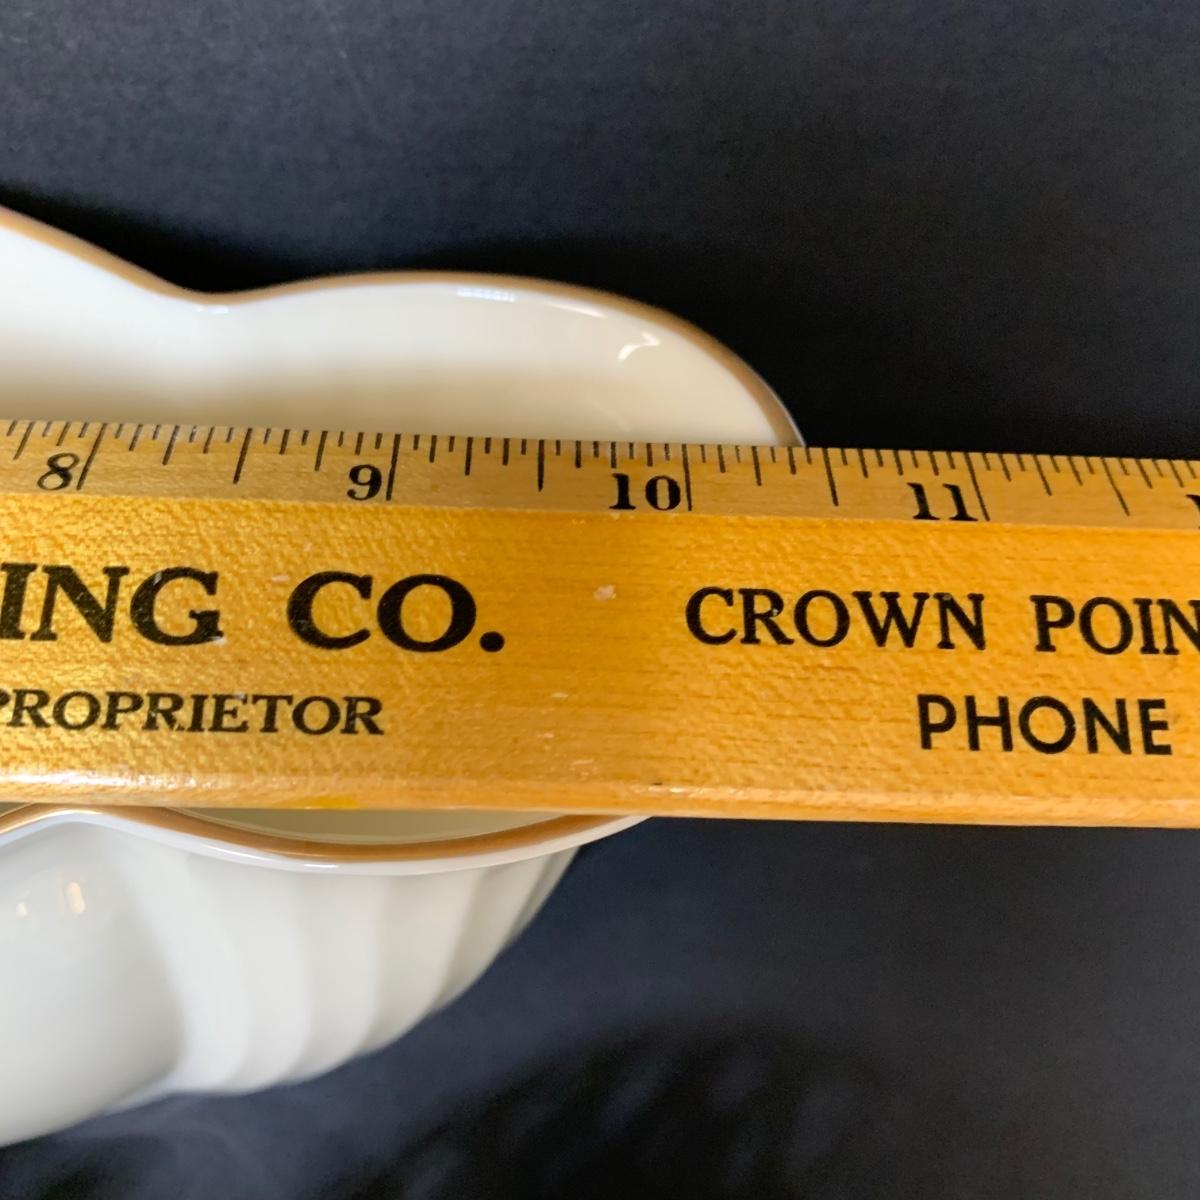 8 9 10 11
ING CO. CROWN POIN
PROPRIETOR PHONE